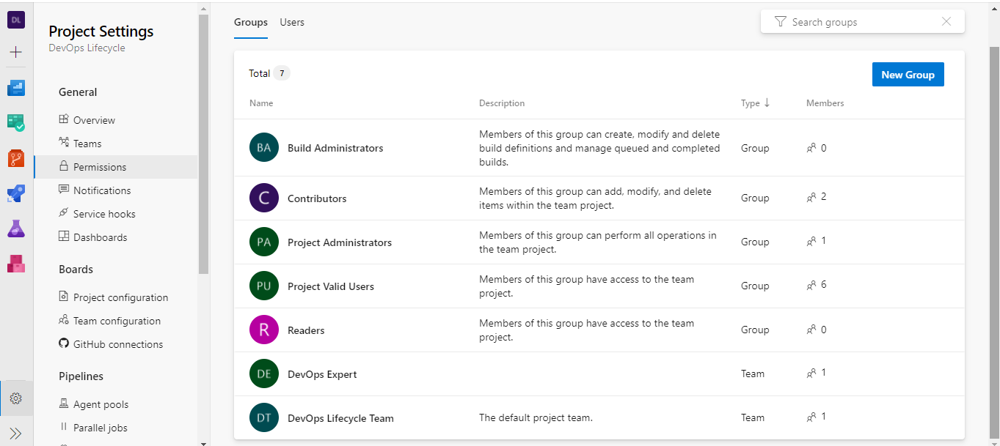 DL
Project Settings
DevOps Lifecycle
General
Overview
Teams
Permissions
Notifications
Service hooks
Dashboards
Boards
Project configuration
Team configuration
GitHub connections
Pipelines
Agent pools
Parallel jobs
Groups Users
Search groups
Total 7
New Group
Name Description Type Members
BA Build Administrators
Members of this group can create, modify and delete
build definitions and manage queued and completed
builds.
Group 0
C Contributors
Members of this group can add, modify, and delete
items within the team project.
Group 2
PA Project Administrators
Members of this group can perform all operations in
the team project.
Group 1
PU Project Valid Users
Members of this group have access to the team
project.
Group 6
R Readers
Members of this group have access to the team
project.
Group 0
DE DevOps Expert Team 1
DT DevOps Lifecycle Team The default project team. Team 1